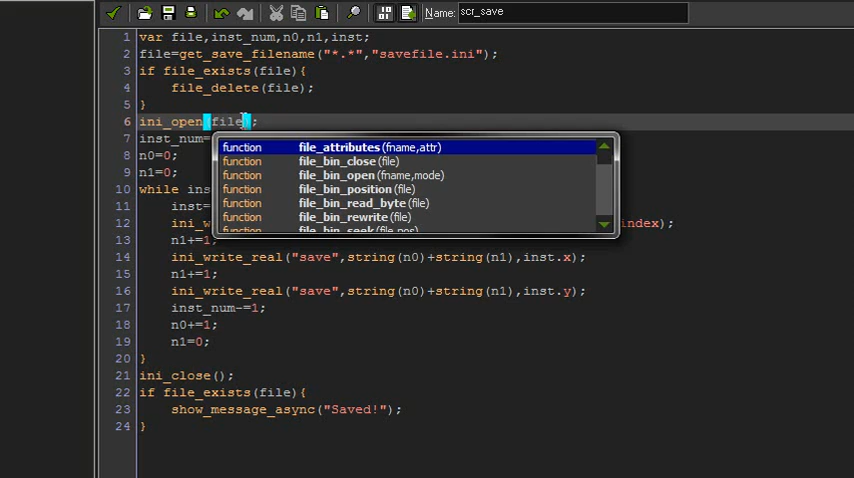 Name: scr_save
1 var file,inst_num,n0,n1,inst;
2 file=get_save_filename("*.*","savefile.ini");
3 if file_exists(file){
4 file_delete(file);
5 }
6 ini_open(file);
7 inst_num=
function file_attributes(fname,attr)
8 n0=0;
function file_bin_close(file)
9 n1=0;
function file_bin_open(fname,mode)
10 while ins
function file_bin_position(file)
11 inst=
function file_bin_read_byte(file)
12 ini_w
function file_bin_rewrite(file)
index);
function file_bin_seek(file,pos)
13 n1+=1;
14 ini_write_real("save",string(n0)+string(n1),inst.x);
15 n1+=1;
16 ini_write_real("save",string(n0)+string(n1),inst.y);
17 inst_num-=1;
18 n0+=1;
19 n1=0;
20 }
21 ini_close();
22 if file_exists(file){
23 show_message_async("Saved!");
24 }